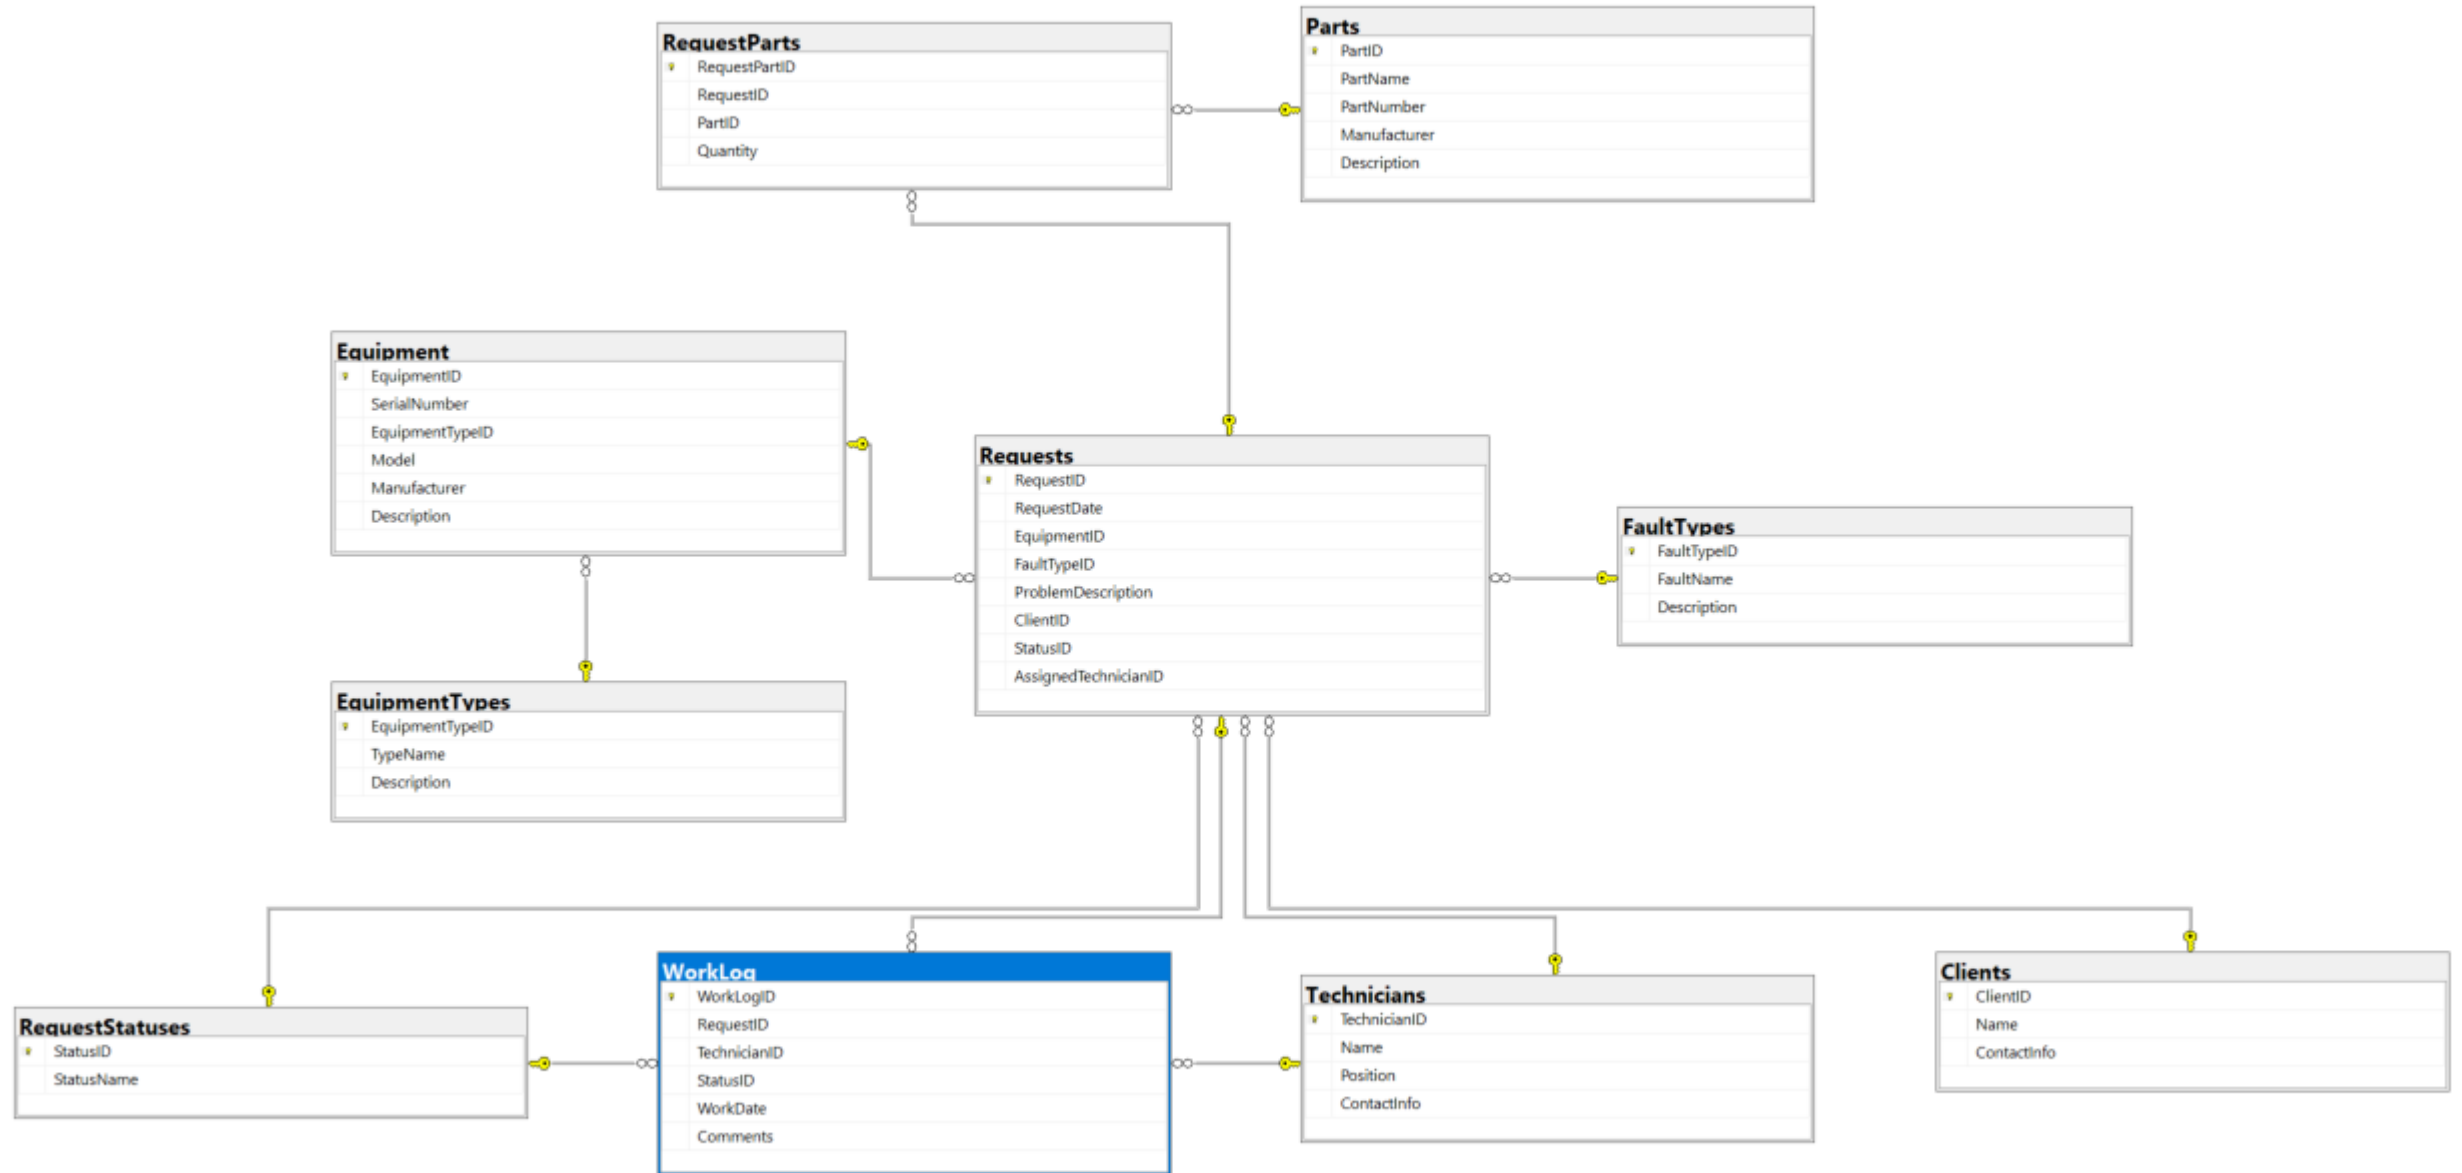 RequestParts
RequestPartID
RequestID
PartID
Quantity
Parts
PartID
PartName
PartNumber
Manufacturer
Description
Equipment
EquipmentID
SerialNumber
EquipmentTypeID
Model
Manufacturer
Description
Requests
RequestID
RequestDate
EquipmentID
FaultTypeID
ProblemDescription
ClientID
StatusID
AssignedTechnicianID
FaultTypes
FaultTypeID
FaultName
Description
EquipmentTypes
EquipmentTypeID
TypeName
Description
RequestStatuses
StatusID
StatusName
WorkLog
WorkLogID
RequestID
TechnicianID
StatusID
WorkDate
Comments
Technicians
TechnicianID
Name
Position
ContactInfo
Clients
ClientID
Name
ContactInfo